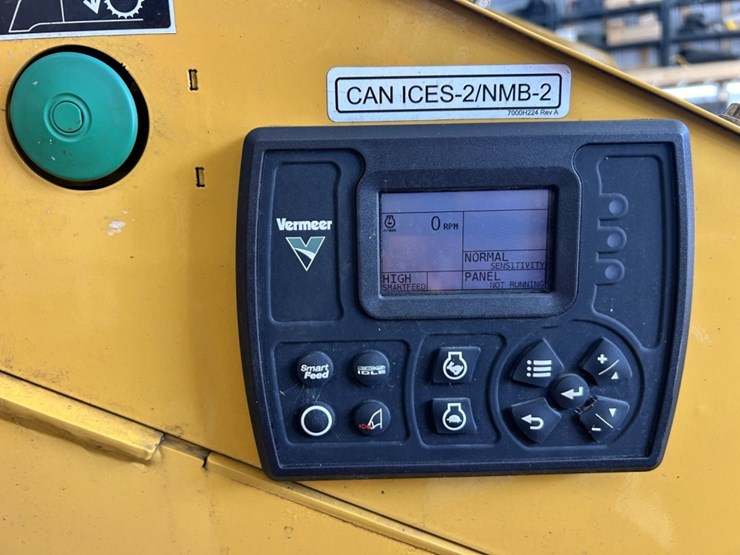 CAN ICES-2/NMB-2
7000H224 Rev A
Vermeer
0 RPM
NORMAL
SENSITIVITY
HIGH
SMARTFEED
PANEL
NOT RUNNING
Smart
Feed
IDLE